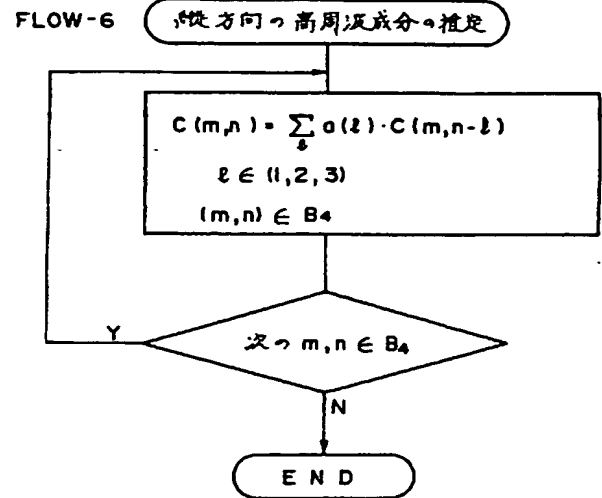 FLOW-6
縦方向の高周波成分の推定
C(m,n) = ∑ a(ℓ)・C(m,n-ℓ)
ℓ
ℓ ∈ (1,2,3)
(m,n) ∈ B₄
次の m,n ∈ B₄
Y
N
END